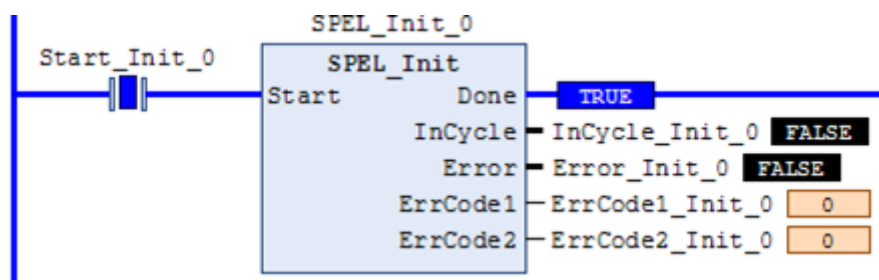 SPEL_Init_0
Start_Init_0
SPEL_Init
Start Done TRUE
InCycle InCycle_Init_0 FALSE
Error Error_Init_0 FALSE
ErrCode1 ErrCode1_Init_0 0
ErrCode2 ErrCode2_Init_0 0